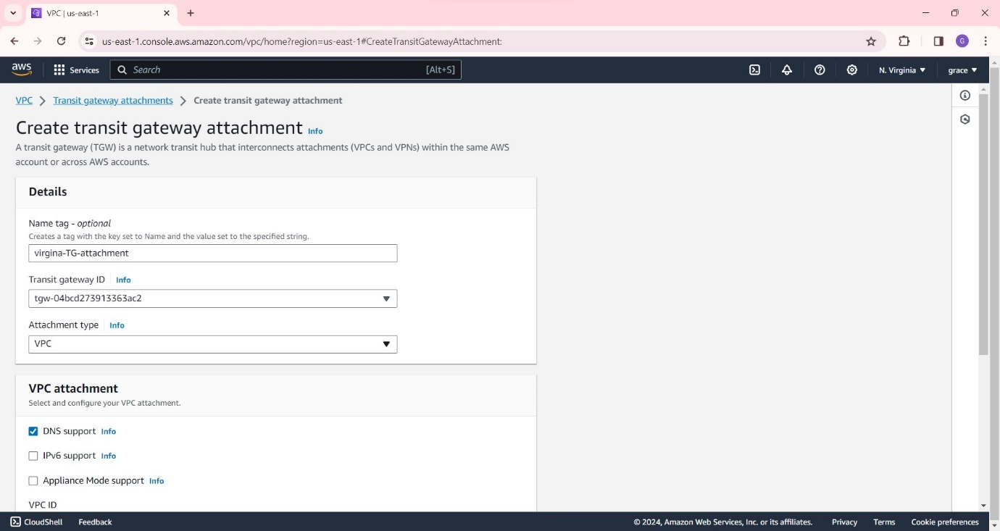 VPC | us-east-1
us-east-1.console.aws.amazon.com/vpc/home?region=us-east-1#CreateTransitGatewayAttachment:
G
aws Services Search [Alt+S] N. Virginia grace
VPC Transit gateway attachments Create transit gateway attachment
Create transit gateway attachment Info
A transit gateway (TGW) is a network transit hub that interconnects attachments (VPCs and VPNs) within the same AWS
account or across AWS accounts.
Details
Name tag - optional
Creates a tag with the key set to Name and the value set to the specified string.
virgina-TG-attachment
Transit gateway ID Info
tgw-04bcd273913363ac2
Attachment type Info
VPC
VPC attachment
Select and configure your VPC attachment.
DNS support Info
IPv6 support Info
Appliance Mode support Info
VPC ID
CloudShell Feedback © 2024, Amazon Web Services, Inc. or its affiliates. Privacy Terms Cookie preferences